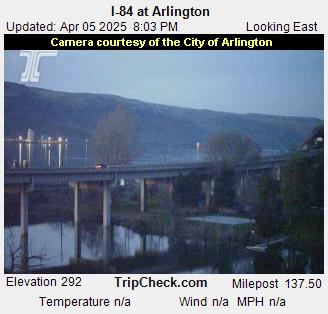 I-84 at Arlington
Updated: Apr 05 2025 8:03 PM Looking East
Camera courtesy of the City of Arlington
Elevation 292 TripCheck.com Milepost 137.50
Temperature n/a Wind n/a MPH n/a